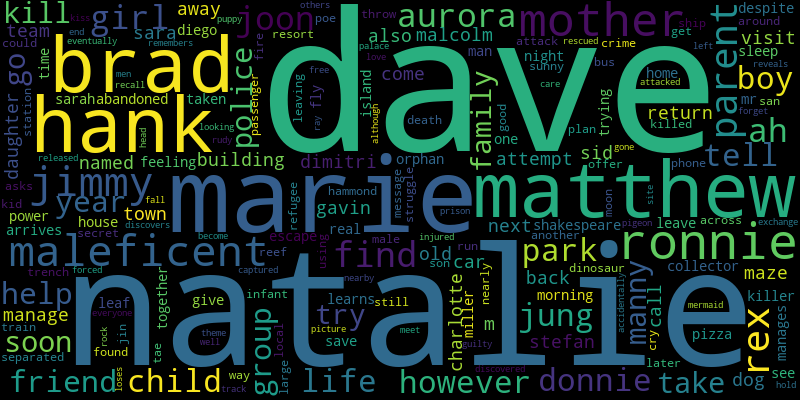 kill girl kiss away puppy joon mother aurora others despite poe throw ship
team sara diego remembers also malcolm around
could end eventually resort man attack rescued crime get visit
go time brad fire palace love night sunny bus sleep left reveals
dave police parent boy
men home attacked
sarah abandoned taken passenger leaving fly island come trying care phone mr san
station recall hank free death one plan return forget
daughter released head looking ray although good killed
rudy family sid gone ah
named feeling building dimitri orphan attempt offer tell
asks jimmy marie matthew
kid year refugee hammond message struggle moon site
power fall town gavin prison next shakespeare leave across pigeon exchange
arrives house discovers real
secret become escape male injured run ronnie
maleficent reef using find old son car park collector
trench forced captured nearby nearly back dinosaur maze
help leaf together give infant learns charlotte morning manny call killer
manage jin everyone local try still miller jung accidentally mermaid rex manages
train natalie m cry
soon rock theme picture meet stefan pizza
separated found tae well save guilty another later see
friend loses child way group large life however discovered donnie take dog hold
track